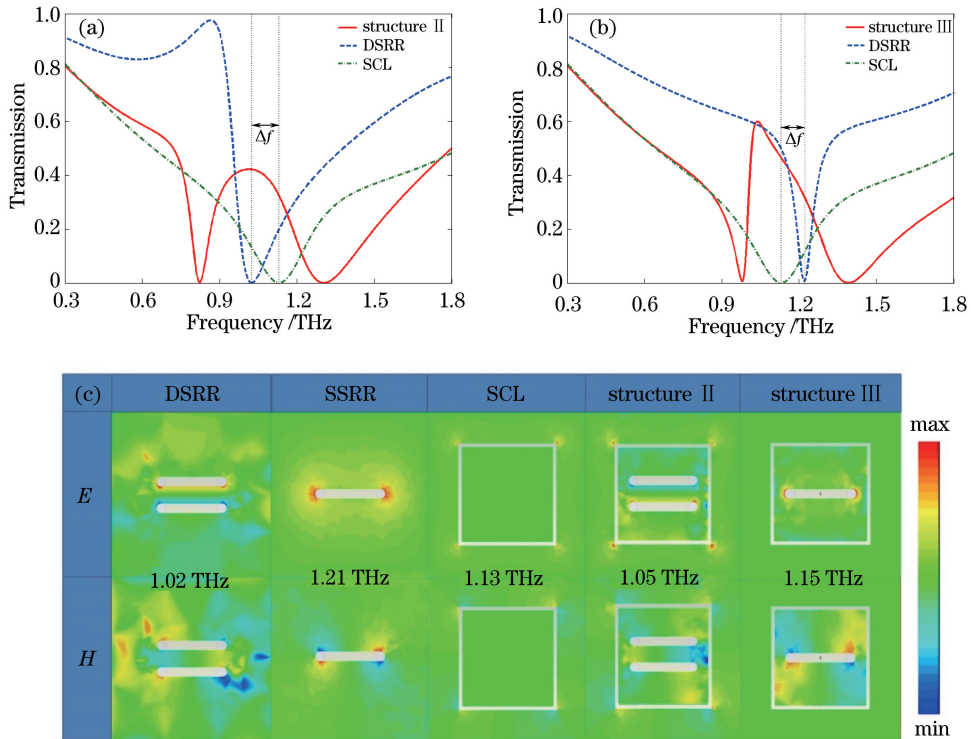 (a)
structure Ⅱ
DSRR
SCL
Δf
Transmission
1.0
0.8
0.6
0.4
0.2
0
0.3 0.6 0.9 1.2 1.5 1.8
Frequency /THz
(b)
structure Ⅲ
DSRR
SCL
Δf
Transmission
1.0
0.8
0.6
0.4
0.2
0
0.3 0.6 0.9 1.2 1.5 1.8
Frequency /THz
(c) DSRR SSRR SCL structure Ⅱ structure Ⅲ
E
1.02 THz 1.21 THz 1.13 THz 1.05 THz 1.15 THz
H
max
min